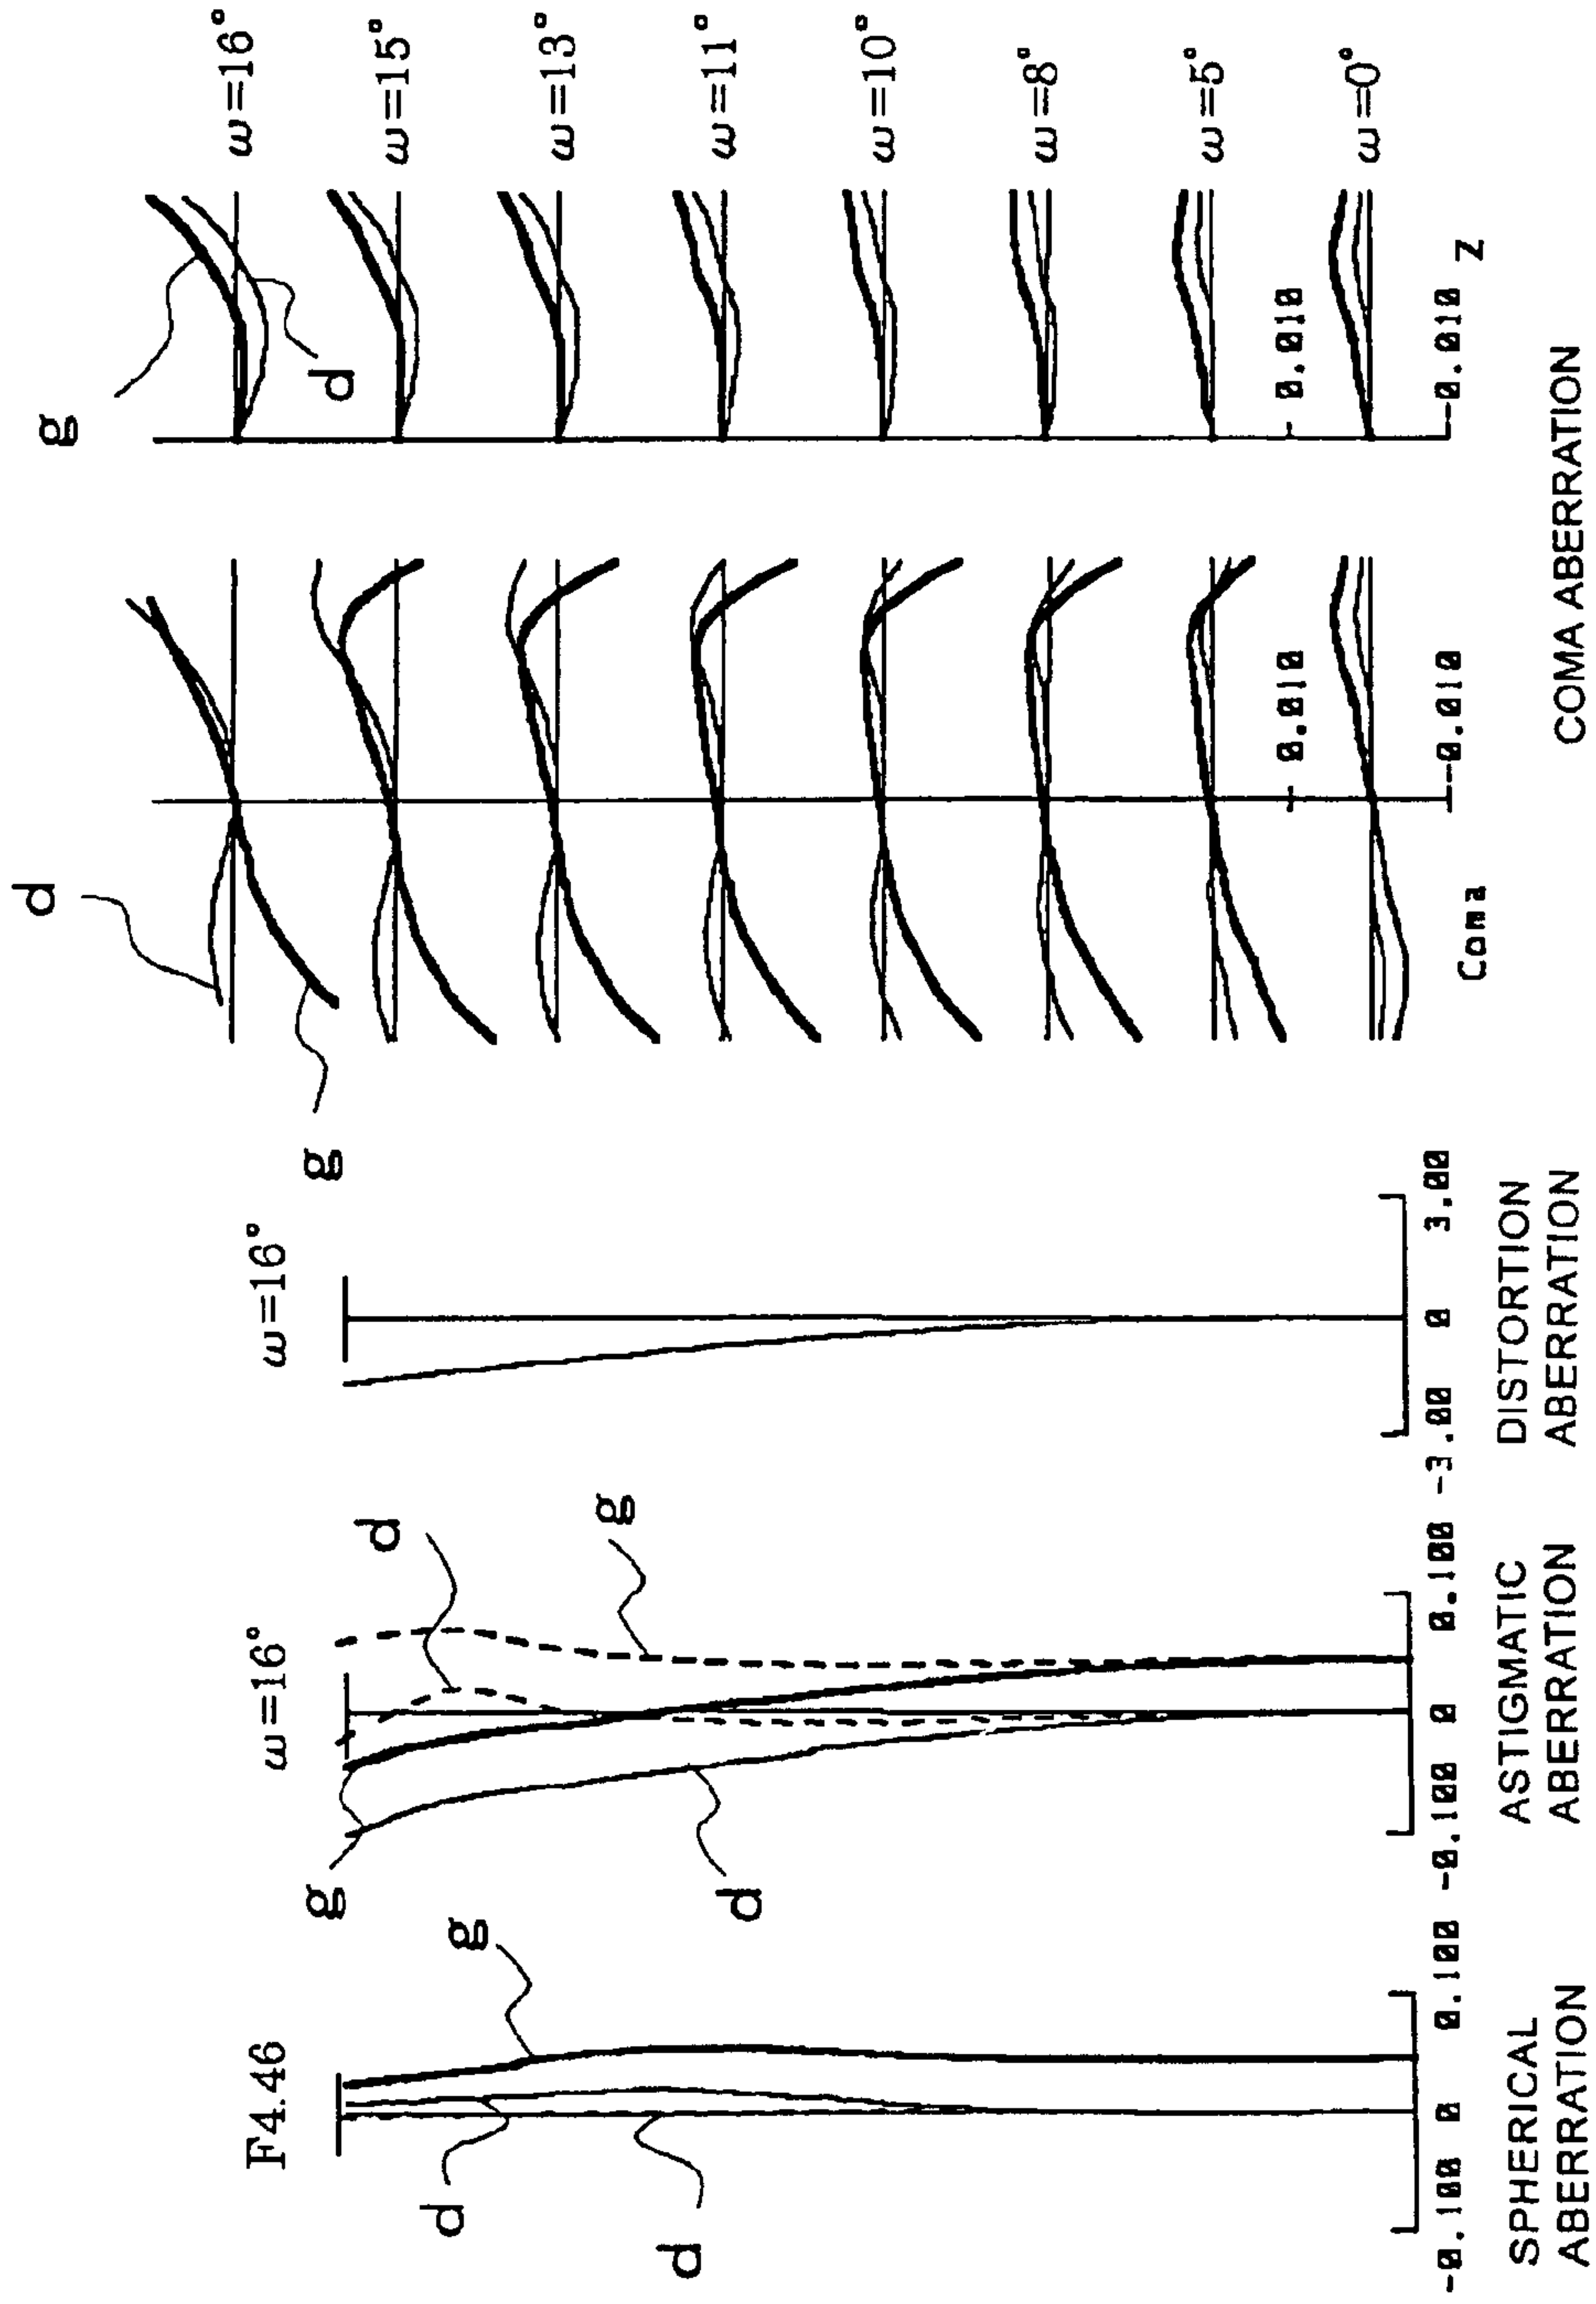 F4.46
g
d
d
-0.100 0 0.100
SPHERICAL
ABERRATION
ω=16°
d
g
g
d
-0.100 0 0.100
ASTIGMATIC
ABERRATION
ω=16°
-3.00 0 3.00
DISTORTION
ABERRATION
d
g
g
d
ω=16°
ω=15°
ω=13°
ω=11°
ω=10°
ω=8°
ω=5°
ω=0°
0.010
-0.010
Coma
0.010
-0.010
Z
COMA ABERRATION